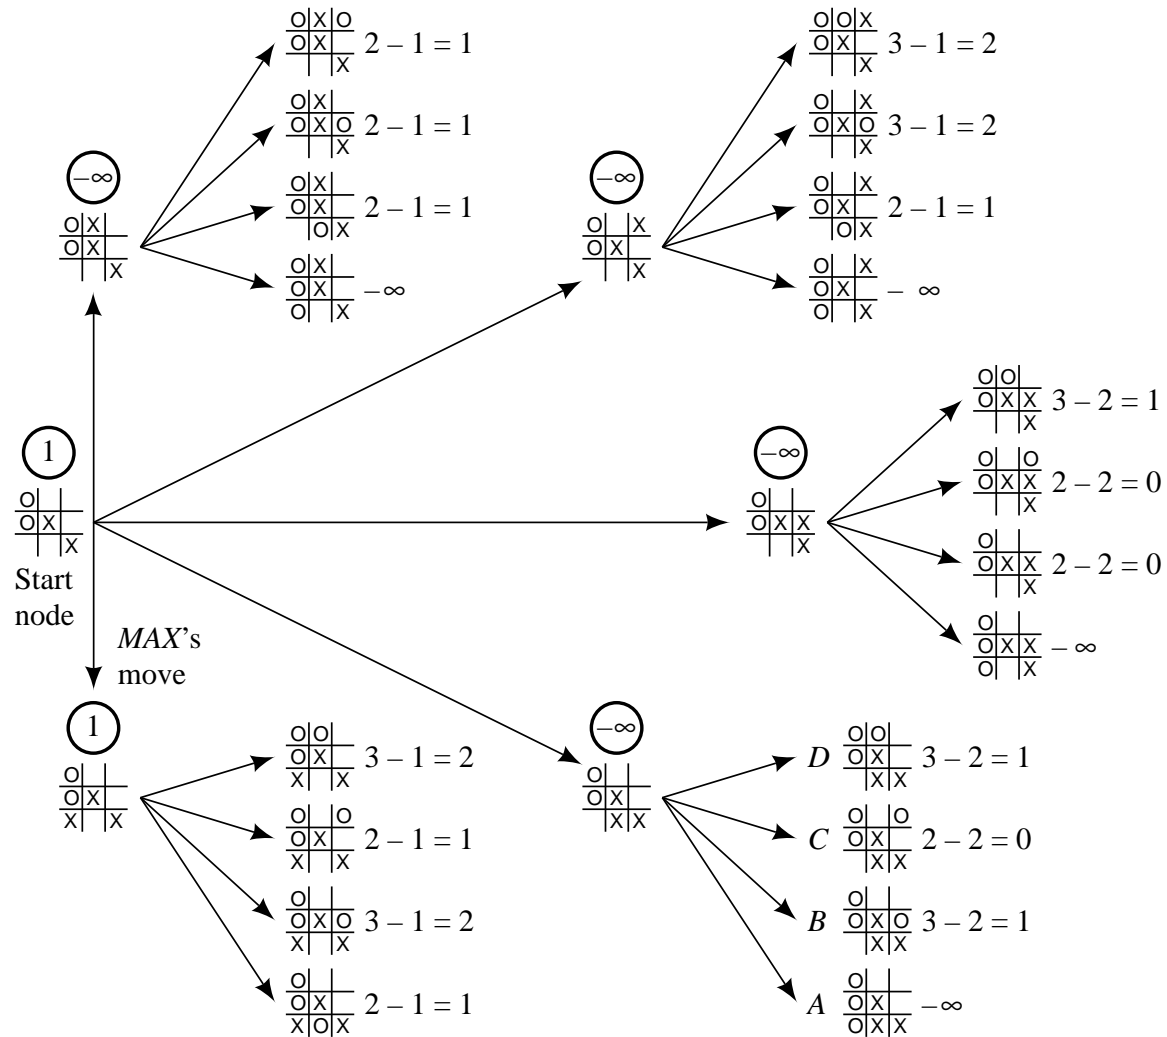 −∞
O X
O X
X
O X O
O X
X
2 – 1 = 1
O X
O X O
X
2 – 1 = 1
O X
O X
O X
2 – 1 = 1
O X
O X
O X
−∞
−∞
O X
O X
X
O O X
O X
X
3 – 1 = 2
O X
O X O
X
3 – 1 = 2
O X
O X
O X
2 – 1 = 1
O X
O X
O X
– ∞
1
O
O X
X
Start
node
MAX's
move
−∞
O
O X X
X
O O
O X X
X
3 – 2 = 1
O O
O X X
X
2 – 2 = 0
O
O X X
X
2 – 2 = 0
O
O X X
O X
– ∞
1
O
O X
X X
O O
O X
X X
3 – 1 = 2
O O
O X
X X
2 – 1 = 1
O
O X O
X X
3 – 1 = 2
O
O X
X O X
2 – 1 = 1
−∞
O
O X
X X
D
O O
O X
X X
3 – 2 = 1
C
O O
O X
X X
2 – 2 = 0
B
O
O X O
X X
3 – 2 = 1
A
O
O X
O X X
−∞